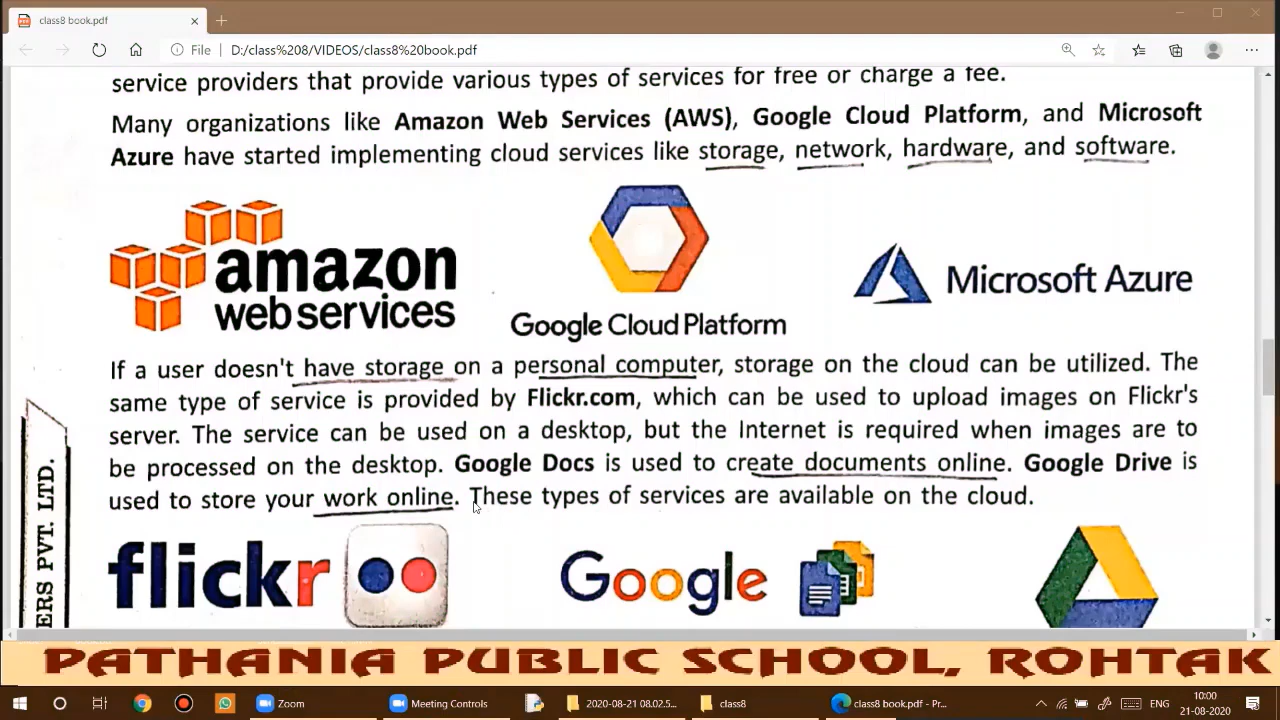 class8 book.pdf
File
D:/class%208/VIDEOS/class8%20book.pdf
service providers that provide various types of services for free or charge a fee.
Many organizations like Amazon Web Services (AWS), Google Cloud Platform, and Microsoft
Azure have started implementing cloud services like storage, network, hardware, and software.
amazon
web services
Google Cloud Platform
Microsoft Azure
If a user doesn't have storage on a personal computer, storage on the cloud can be utilized. The
same type of service is provided by Flickr.com, which can be used to upload images on Flickr's
server. The service can be used on a desktop, but the Internet is required when images are to
be processed on the desktop. Google Docs is used to create documents online. Google Drive is
used to store your work online. These types of services are available on the cloud.
ERS PVT. LTD.
flickr
Google
PATHANIA PUBLIC SCHOOL, ROHTAK
Zoom
Meeting Controls
2020-08-21 08.02.5...
class8
class8 book.pdf - Pr...
ENG
10:00
21-08-2020